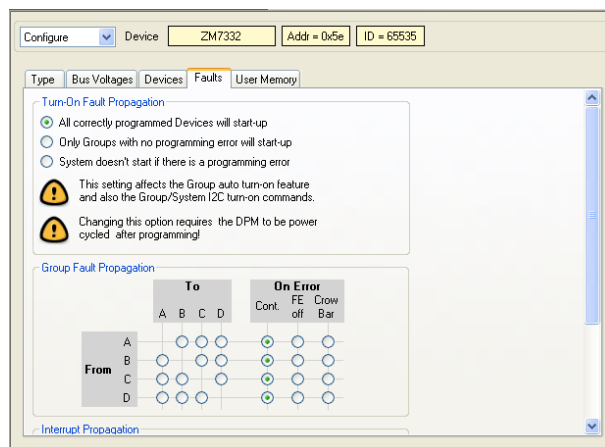 Configure Device ZM7332 Addr = 0x5e ID = 65535
Type Bus Voltages Devices Faults User Memory
Turn-On Fault Propagation
All correctly programmed Devices will start-up
Only Groups with no programming error will start-up
System doesn't start if there is a programming error
This setting affects the Group auto turn-on feature
and also the Group/System I2C turn-on commands.
Changing this option requires the DPM to be power
cycled after programming!
Group Fault Propagation
To On Error
A B C D Cont. FE off Crow Bar
From
A
B
C
D
Interrupt Propagation